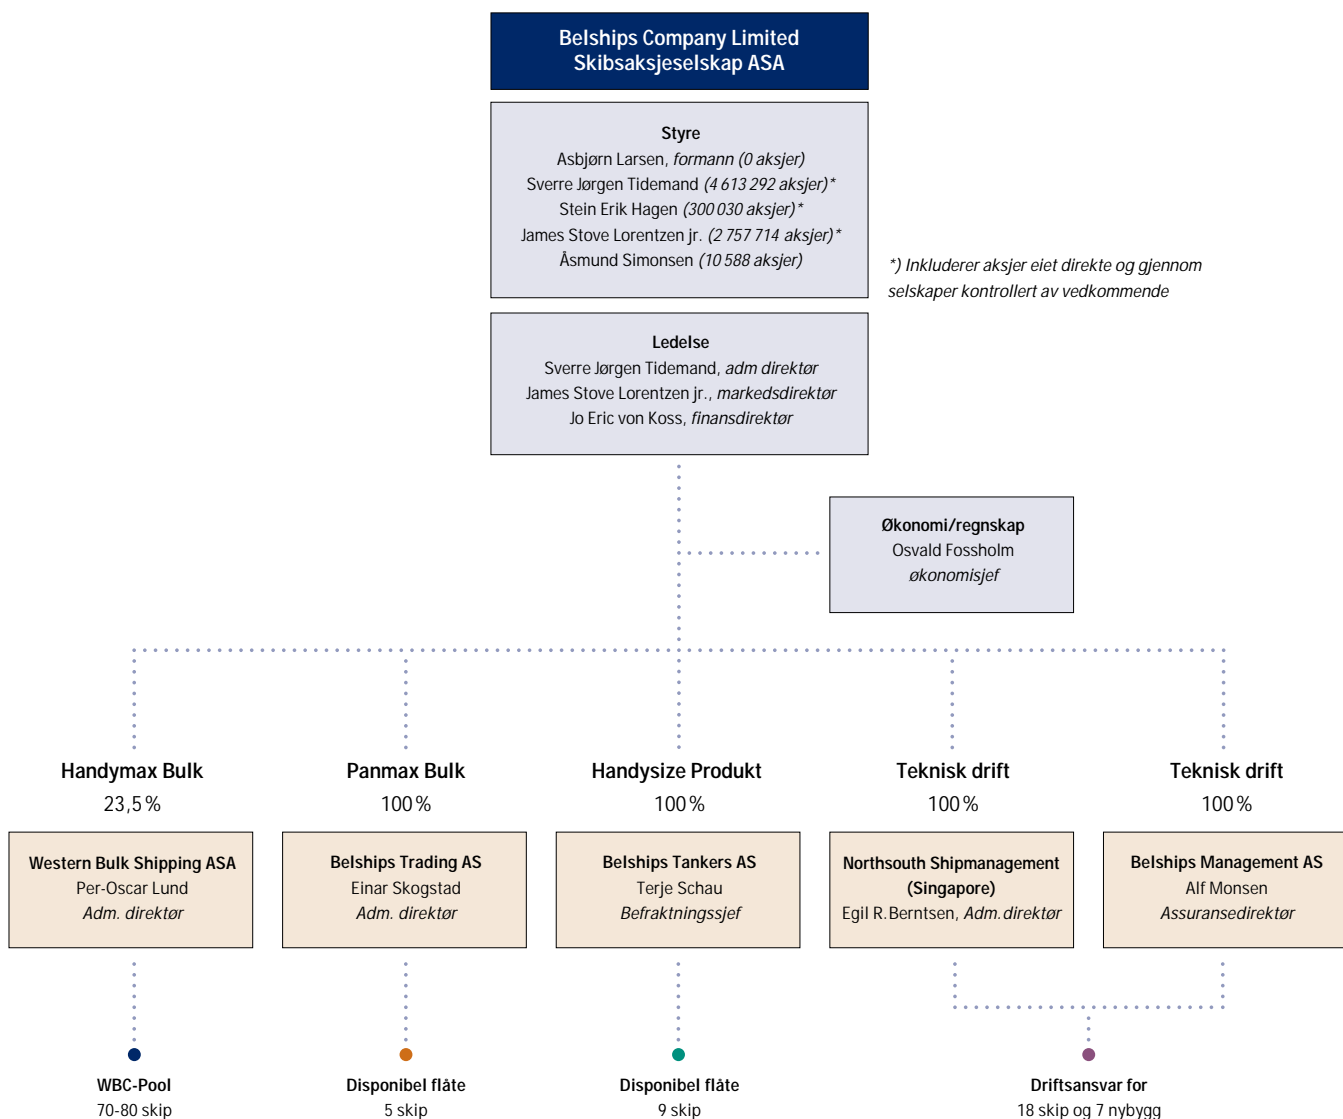 Belships Company Limited
Skibsaksjeselskap ASA
Styre
Asbjørn Larsen, formann (0 aksjer)
Sverre Jørgen Tidemand (4 613 292 aksjer)*
Stein Erik Hagen (300 030 aksjer)*
James Stove Lorentzen jr. (2 757 714 aksjer)*
Åsmund Simonsen (10 588 aksjer)
*) Inkluderer aksjer eiet direkte og gjennom
selskaper kontrollert av vedkommende
Ledelse
Sverre Jørgen Tidemand, adm direktør
James Stove Lorentzen jr., markedsdirektør
Jo Eric von Koss, finansdirektør
Økonomi/regnskap
Osvald Fossholm
økonomisjef
Handymax Bulk
23,5 %
Western Bulk Shipping ASA
Per-Oscar Lund
Adm. direktør
WBC-Pool
70-80 skip
Panmax Bulk
100 %
Belships Trading AS
Einar Skogstad
Adm. direktør
Disponibel flåte
5 skip
Handysize Produkt
100 %
Belships Tankers AS
Terje Schau
Befraktningssjef
Disponibel flåte
9 skip
Teknisk drift
100 %
Northsouth Shipmanagement
(Singapore)
Egil R. Berntsen, Adm. direktør
Teknisk drift
100 %
Belships Management AS
Alf Monsen
Assuransedirektør
Driftsansvar for
18 skip og 7 nybygg